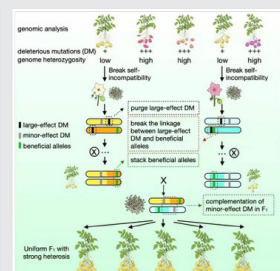 genomic analysis
deleterious mutations (DM) low high high low high
genome heterozygosity + +++ +++ + +++
Break self-incompatibility
Break self-incompatibility
purge large-effect DM
large-effect DM
minor-effect DM
beneficial alleles
break the linkage between large-effect DM and beneficial alleles
stack beneficial alleles
X
complementation of minor-effect DM in F₁
Uniform F₁ with strong heterosis